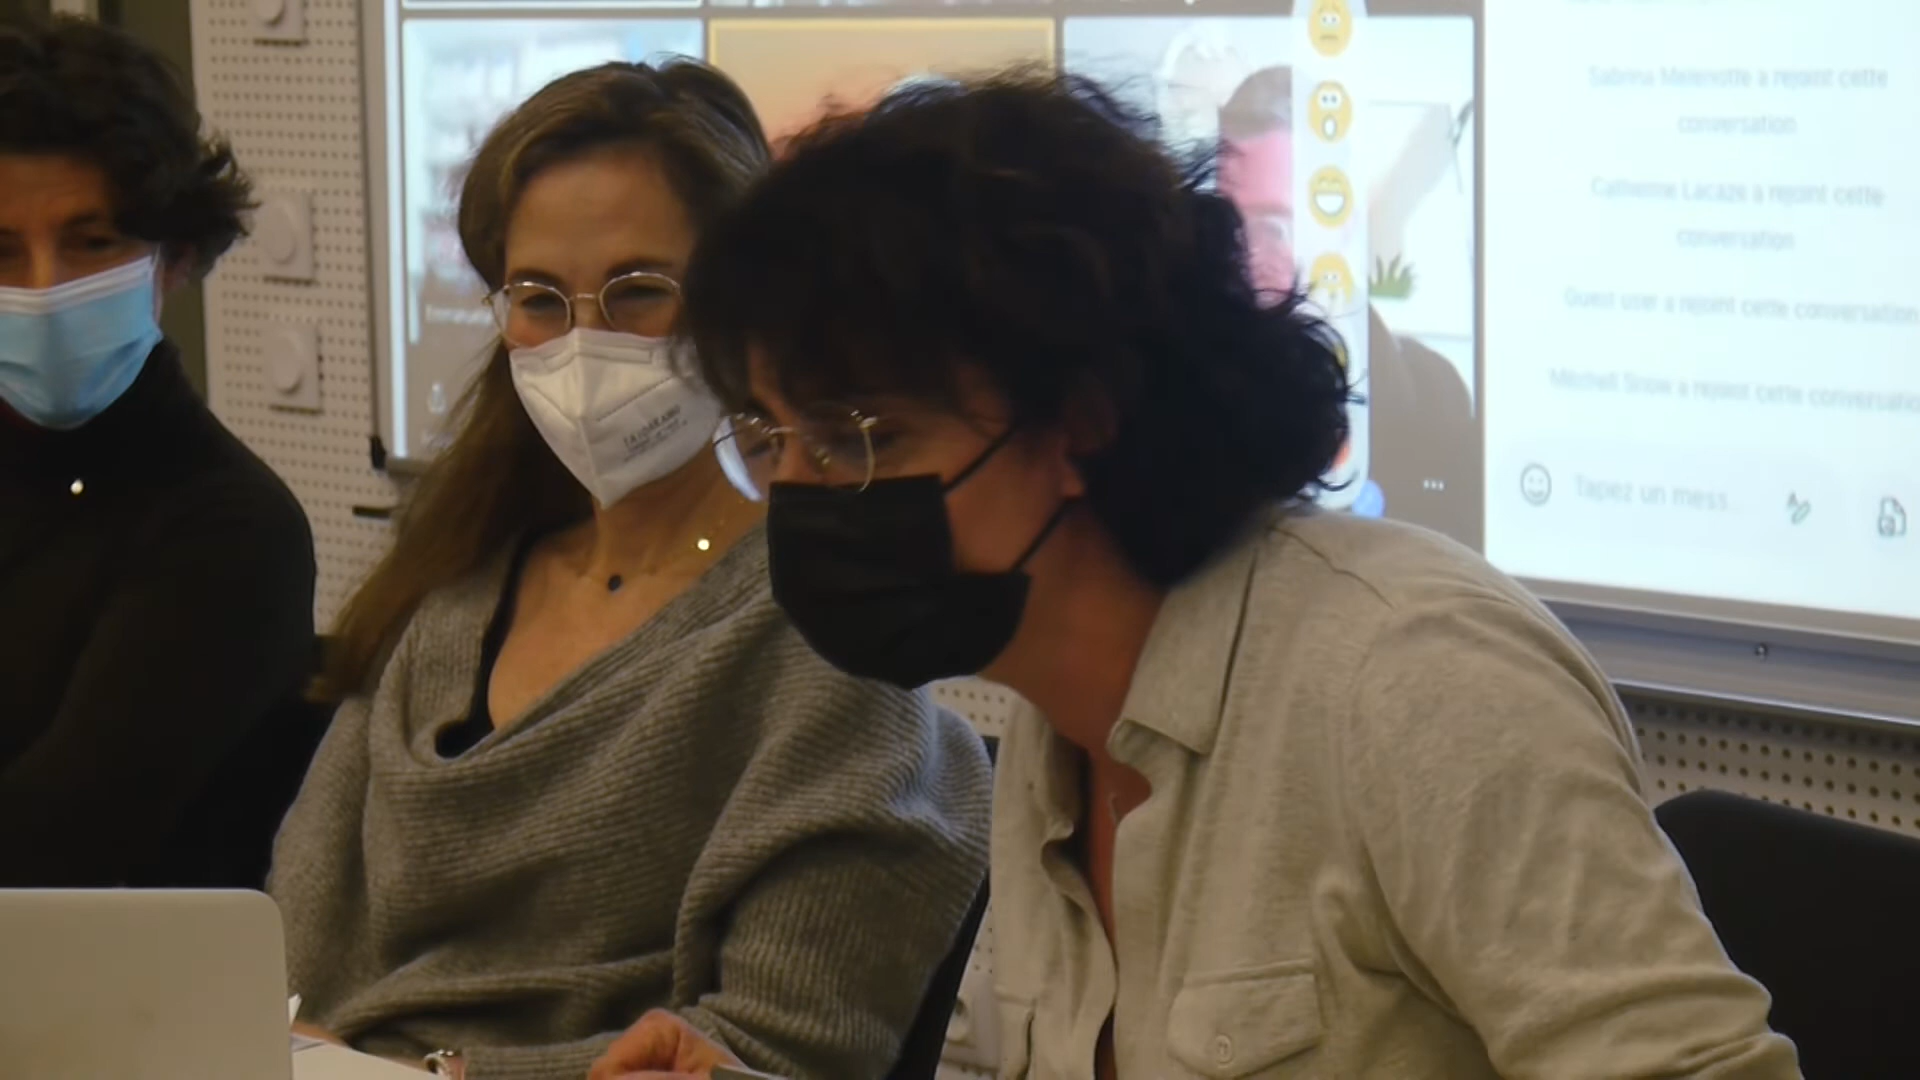 Sabrina Melenotte a rejoint cette
conversation
Catherine Lacaze a rejoint cette
conversation
Guest user a rejoint cette conversation
Mitchell Snow a rejoint cette conversation
Tapez un mess